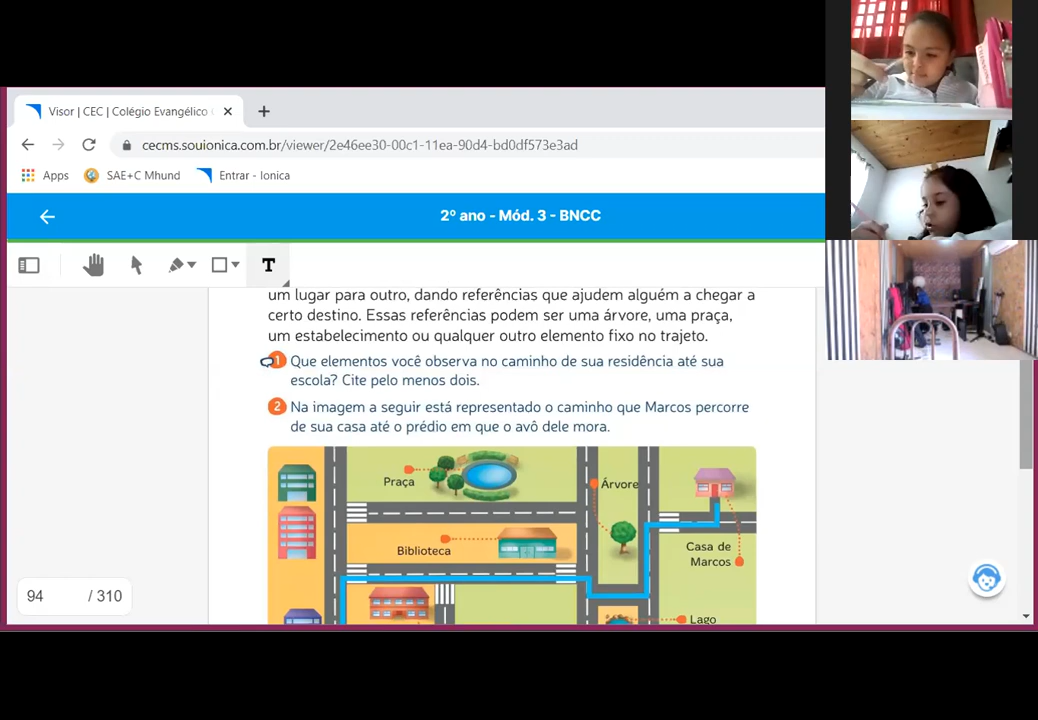 Visor | CEC | Colégio Evangélico
cecms.souionica.com.br/viewer/2e46ee30-00c1-11ea-90d4-bd0df573e3ad
Apps SAE+C Mhund Entrar - Ionica
2º ano - Mód. 3 - BNCC
T
um lugar para outro, dando referências que ajudem alguém a chegar a
certo destino. Essas referências podem ser uma árvore, uma praça,
um estabelecimento ou qualquer outro elemento fixo no trajeto.
1 Que elementos você observa no caminho de sua residência até sua
escola? Cite pelo menos dois.
2 Na imagem a seguir está representado o caminho que Marcos percorre
de sua casa até o prédio em que o avô dele mora.
Praça
Árvore
Biblioteca
Casa de
Marcos
94 / 310
Lago